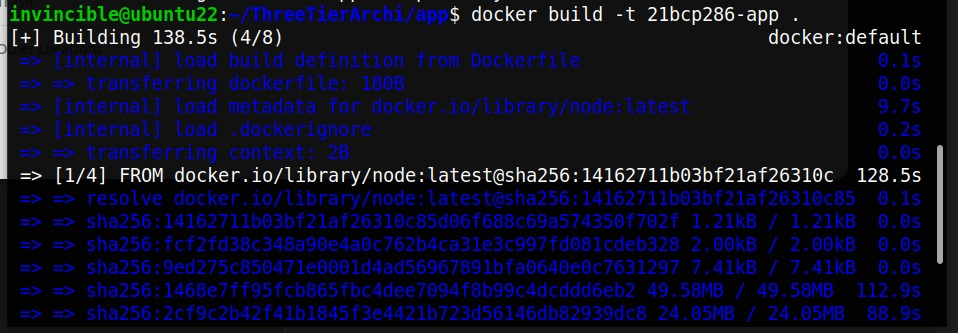 invincible@ubuntu22:~/ThreeTierArchi/app$ docker build -t 21bcp286-app .
[+] Building 138.5s (4/8) docker:default
=> [internal] load build definition from Dockerfile 0.1s
=> => transferring dockerfile: 180B 0.0s
=> [internal] load metadata for docker.io/library/node:latest 9.7s
=> [internal] load .dockerignore 0.2s
=> => transferring context: 2B 0.0s
=> [1/4] FROM docker.io/library/node:latest@sha256:14162711b03bf21af26310c 128.5s
=> => resolve docker.io/library/node:latest@sha256:14162711b03bf21af26310c85 0.1s
=> => sha256:14162711b03bf21af26310c85d06f688c69a574350f702f 1.21kB / 1.21kB 0.0s
=> => sha256:fcf2fd38c348a90e4a0c762b4ca31e3c997fd081cdeb328 2.00kB / 2.00kB 0.0s
=> => sha256:9ed275c850471e0001d4ad56967891bfa0640e0c7631297 7.41kB / 7.41kB 0.0s
=> => sha256:1468e7ff95fcb865fbc4dee7094f8b99c4dcddd6eb2 49.58MB / 49.58MB 112.9s
=> => sha256:2cf9c2b42f41b1845f3e4421b723d56146db82939dc8 24.05MB / 24.05MB 88.9s